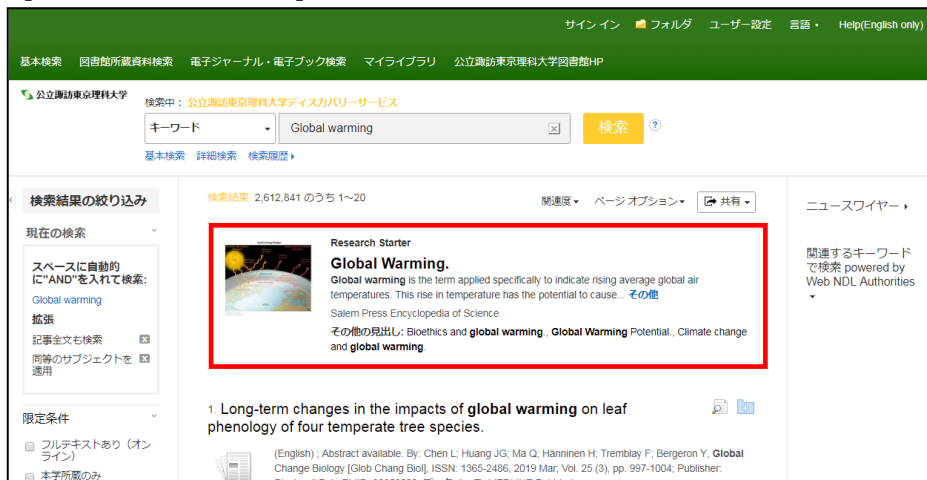 サイン イン フォルダ ユーザー設定 言語 Help(English only)
基本検索 図書館所蔵資料検索 電子ジャーナル・電子ブック検索 マイライブラリ 公立諏訪東京理科大学図書館HP
公立諏訪東京理科大学
検索中: 公立諏訪東京理科大学ディスカバリーサービス
キーワード Global warming 検索 ?
基本検索 詳細検索 検索履歴
検索結果の絞り込み
検索結果: 2,612,841 のうち 1~20
関連度 ページ オプション 共有
ニュースワイヤー
現在の検索
スペースに自動的
に"AND"を入れて検索:
Global warming
拡張
記事全文も検索
同等のサブジェクトを
適用
Research Starter
Global Warming.
Global warming is the term applied specifically to indicate rising average global air
temperatures. This rise in temperature has the potential to cause... その他
Salem Press Encyclopedia of Science
その他の見出し: Bioethics and global warming., Global Warming Potential., Climate change
and global warming.
関連するキーワード
で検索 powered by
Web NDL Authorities
限定条件
フルテキストあり (オン
ライン)
本学所蔵のみ
1. Long-term changes in the impacts of global warming on leaf
phenology of four temperate tree species.
(English) ; Abstract available. By: Chen L; Huang JG; Ma Q; Hänninen H; Tremblay F; Bergeron Y, Global
Change Biology [Glob Chang Biol], ISSN: 1365-2486, 2019 Mar; Vol. 25 (3), pp. 997-1004; Publisher: